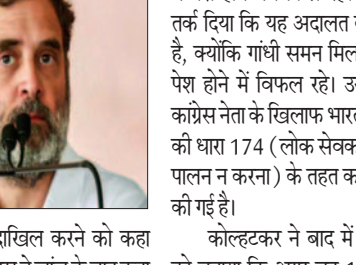 तर्क दिया कि यह अदालत
है, क्योंकि गांधी समन मिल
पेश होने में विफल रहे।
कांग्रेस नेता के खिलाफ भारत
की धारा 174 ( लोक सेवक
पालन न करना) के तहत
की गई है।
दाखिल करने को कहा
कोल्हटकर ने बाद में